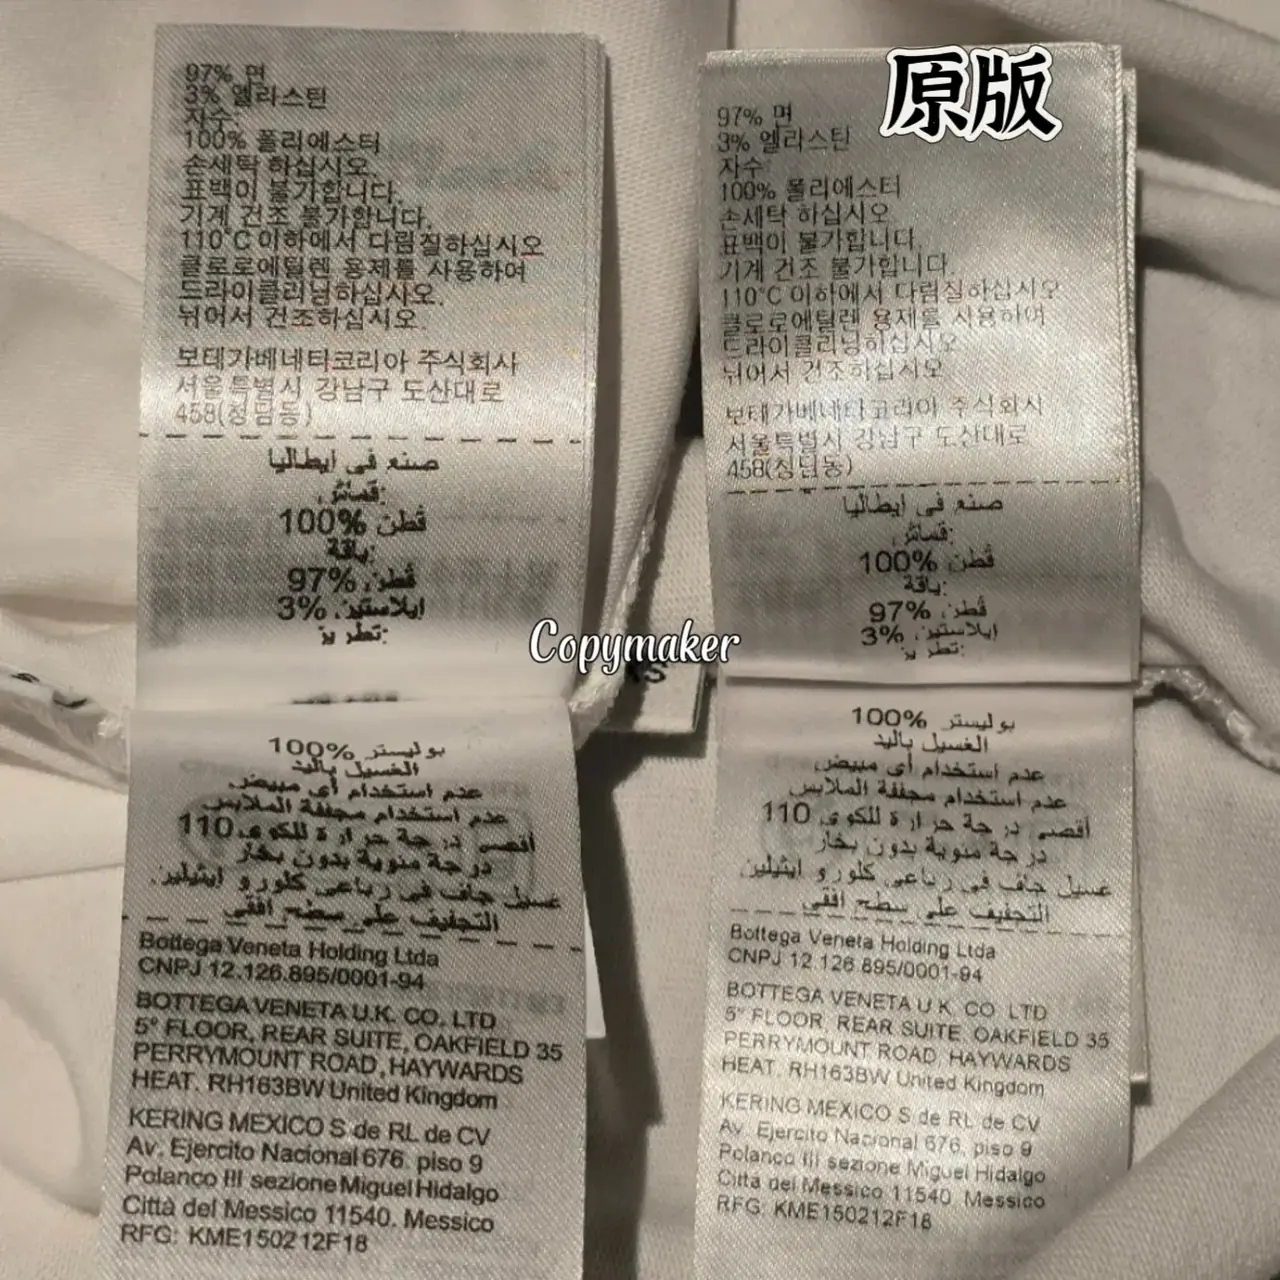 97% 면
3% 엘라스틴
자수:
100% 폴리에스터
손세탁 하십시오.
표백이 불가합니다.
기계 건조 불가합니다.
110°C 이하에서 다림질하십시오
클로로에틸렌 용제를 사용하여
드라이클리닝하십시오.
뉘어서 건조하십시오.
보테가베네타코리아 주식회사
서울특별시 강남구 도산대로
458(청담동)
صنع في ايطاليا
قماش:
قطن 100%
ياقة:
قطن، 97%
ايلاستين، 3%
تطريز:
بوليستر 100%
الغسيل باليد
عدم استخدام أى مبيض
عدم استخدام مجففة الملابس
أقصى درجة حرارة للكوى 110
درجة مئوية بدون بخار
غسيل جاف فى رباعى كلورو ايثيلين
التجفيف على سطح افقى
Bottega Veneta Holding Ltda
CNPJ 12.126.895/0001-94
BOTTEGA VENETA U.K. CO. LTD
5° FLOOR, REAR SUITE, OAKFIELD 35
PERRYMOUNT ROAD, HAYWARDS
HEAT. RH163BW United Kingdom
KERING MEXICO S de RL de CV
Av. Ejercito Nacional 676. piso 9
Polanco III sezione Miguel Hidalgo
Città del Messico 11540. Messico
RFG: KME150212F18
Copymaker
XS
原版
97% 면
3% 엘라스틴
자수:
100% 폴리에스터
손세탁 하십시오
표백이 불가합니다.
기계 건조 불가합니다.
110°C 이하에서 다림질하십시오
클로로에틸렌 용제를 사용하여
드라이클리닝하십시오
뉘어서 건조하십시오
보테가베네타코리아 주식회사
서울특별시 강남구 도산대로
458(청담동)
صنع في ايطاليا
قماش:
قطن 100%
ياقة:
قطن، 97%
ايلاستين، 3%
تطريز:
بوليستر 100%
الغسيل باليد
عدم استخدام أى مبيض
عدم استخدام مجففة الملابس
أقصى درجة حرارة للكوى 110
درجة مئوية بدون بخار
غسيل جاف فى رباعى كلورو ايثيلين
التجفيف على سطح افقى
Bottega Veneta Holding Ltda
CNPJ 12.126.895/0001-94
BOTTEGA VENETA U.K. CO. LTD
5° FLOOR, REAR SUITE, OAKFIELD 35
PERRYMOUNT ROAD, HAYWARDS
HEAT. RH163BW United Kingdom
KERING MEXICO S de RL de CV
Av. Ejercito Nacional 676. piso 9
Polanco III sezione Miguel Hidalgo
Città del Messico 11540. Messico
RFG: KME150212F18